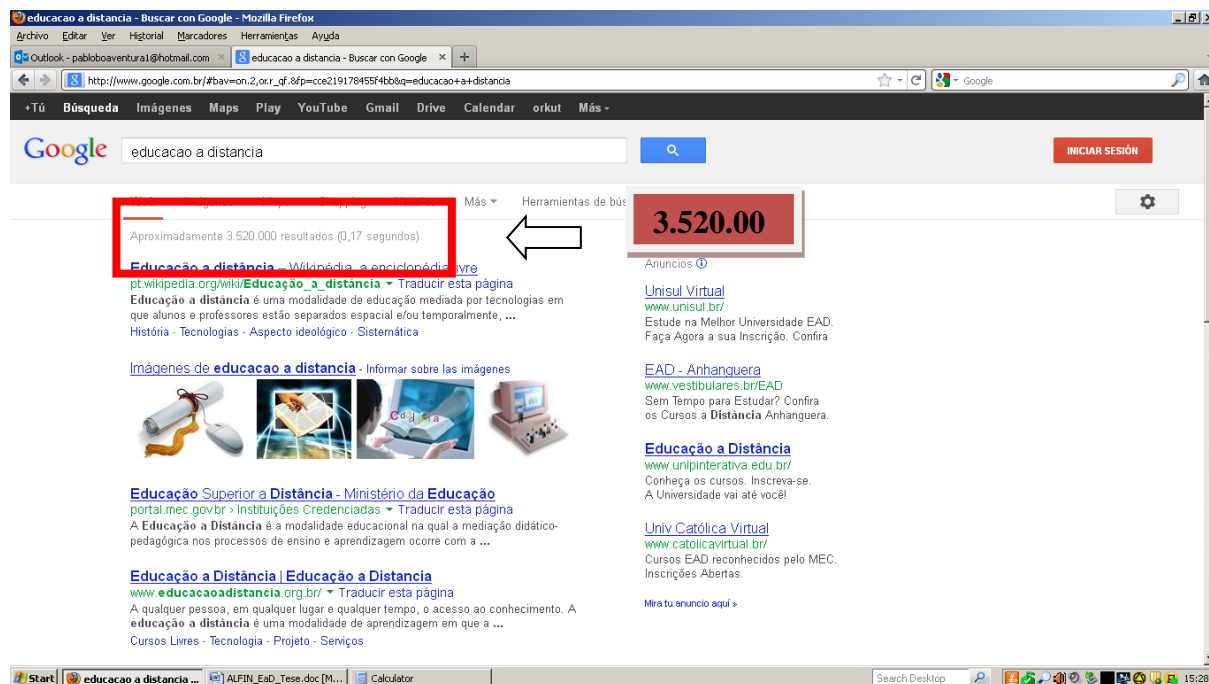 educacao a distancia - Buscar con Google - Mozilla Firefox
Archivo Editar Ver Historial Marcadores Herramientas Ayuda
Outlook - pabloboaventura1@hotmail.com × educacao a distancia - Buscar con Google × +
http://www.google.com.br/#bav=on.2,or.r_qf.&fp=cce219178455f4bb&q=educacao+a+distancia Google
+Tú Búsqueda Imágenes Maps Play YouTube Gmail Drive Calendar orkut Más
Google educacao a distancia INICIAR SESIÓN
Más Herramientas de bús
3.520.00
Aproximadamente 3.520.000 resultados (0,17 segundos)
Educação a distância – Wikipédia, a enciclopédia livre
pt.wikipedia.org/wiki/Educação_a_distância Traducir esta página
Educação a distância é uma modalidade de educação mediada por tecnologias em
que alunos e professores estão separados espacial e/ou temporalmente, ...
História - Tecnologias - Aspecto ideológico - Sistemática
Imágenes de educacao a distancia - Informar sobre las imágenes
Educação Superior a Distância - Ministério da Educação
portal.mec.gov.br › Instituições Credenciadas Traducir esta página
A Educação a Distância é a modalidade educacional na qual a mediação didático-
pedagógica nos processos de ensino e aprendizagem ocorre com a ...
Educação a Distância | Educação a Distancia
www.educacaoadistancia.org.br/ Traducir esta página
A qualquer pessoa, em qualquer lugar e qualquer tempo, o acesso ao conhecimento. A
educação a distância é uma modalidade de aprendizagem em que a ...
Cursos Livres - Tecnologia - Projeto - Serviços
Anuncios
Unisul Virtual
www.unisul.br/
Estude na Melhor Universidade EAD.
Faça Agora a sua Inscrição. Confira
EAD - Anhanguera
www.vestibulares.br/EAD
Sem Tempo para Estudar? Confira
os Cursos a Distância Anhanguera.
Educação a Distância
www.unipinterativa.edu.br/
Conheça os cursos. Inscreva-se.
A Universidade vai até você!
Univ Católica Virtual
www.catolicavirtual.br/
Cursos EAD reconhecidos pelo MEC.
Inscrições Abertas.
Mira tu anuncio aquí »
Start educacao a distancia ... ALFIN_EaD_Tese.doc [M... Calculator Search Desktop 15:28